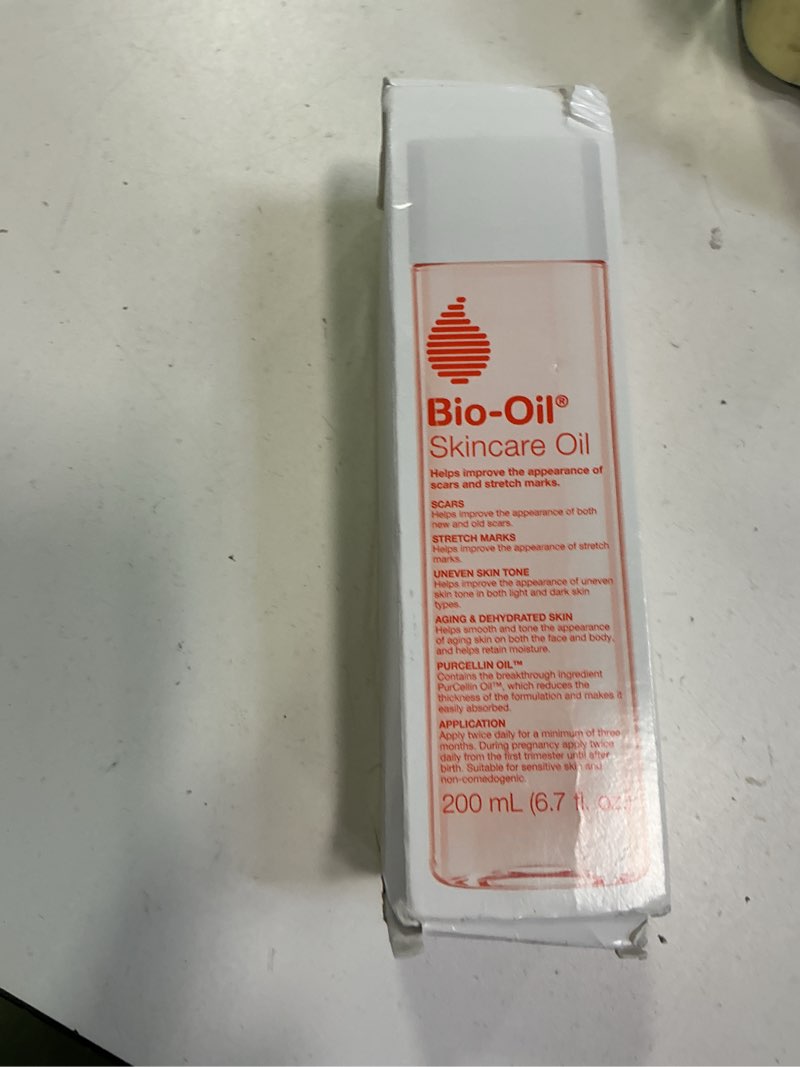 Bio-Oil®
Skincare Oil
Helps improve the appearance of
scars and stretch marks.
SCARS
Helps improve the appearance of both
new and old scars.
STRETCH MARKS
Helps improve the appearance of stretch
marks.
UNEVEN SKIN TONE
Helps improve the appearance of uneven
skin tone in both light and dark skin
types.
AGING & DEHYDRATED SKIN
Helps smooth and tone the appearance
of aging skin on both the face and body,
and helps retain moisture.
PURCELLIN OIL™
Contains the breakthrough ingredient
PurCellin Oil™, which reduces the
thickness of the formulation and makes it
easily absorbed.
APPLICATION
Apply twice daily for a minimum of three
months. During pregnancy apply twice
daily from the first trimester until after
birth. Suitable for sensitive skin and
non-comedogenic.
200 mL (6.7 fl. oz.)